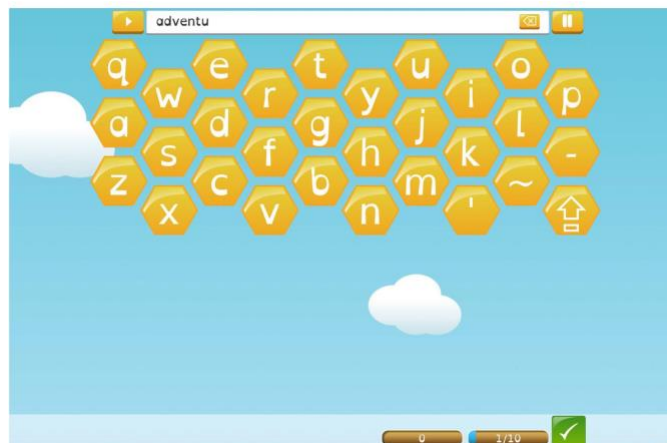 adventu
q e t u o
w r y i p
a d g j l
s f h k -
z c b m ~
x v n '
0 1/10